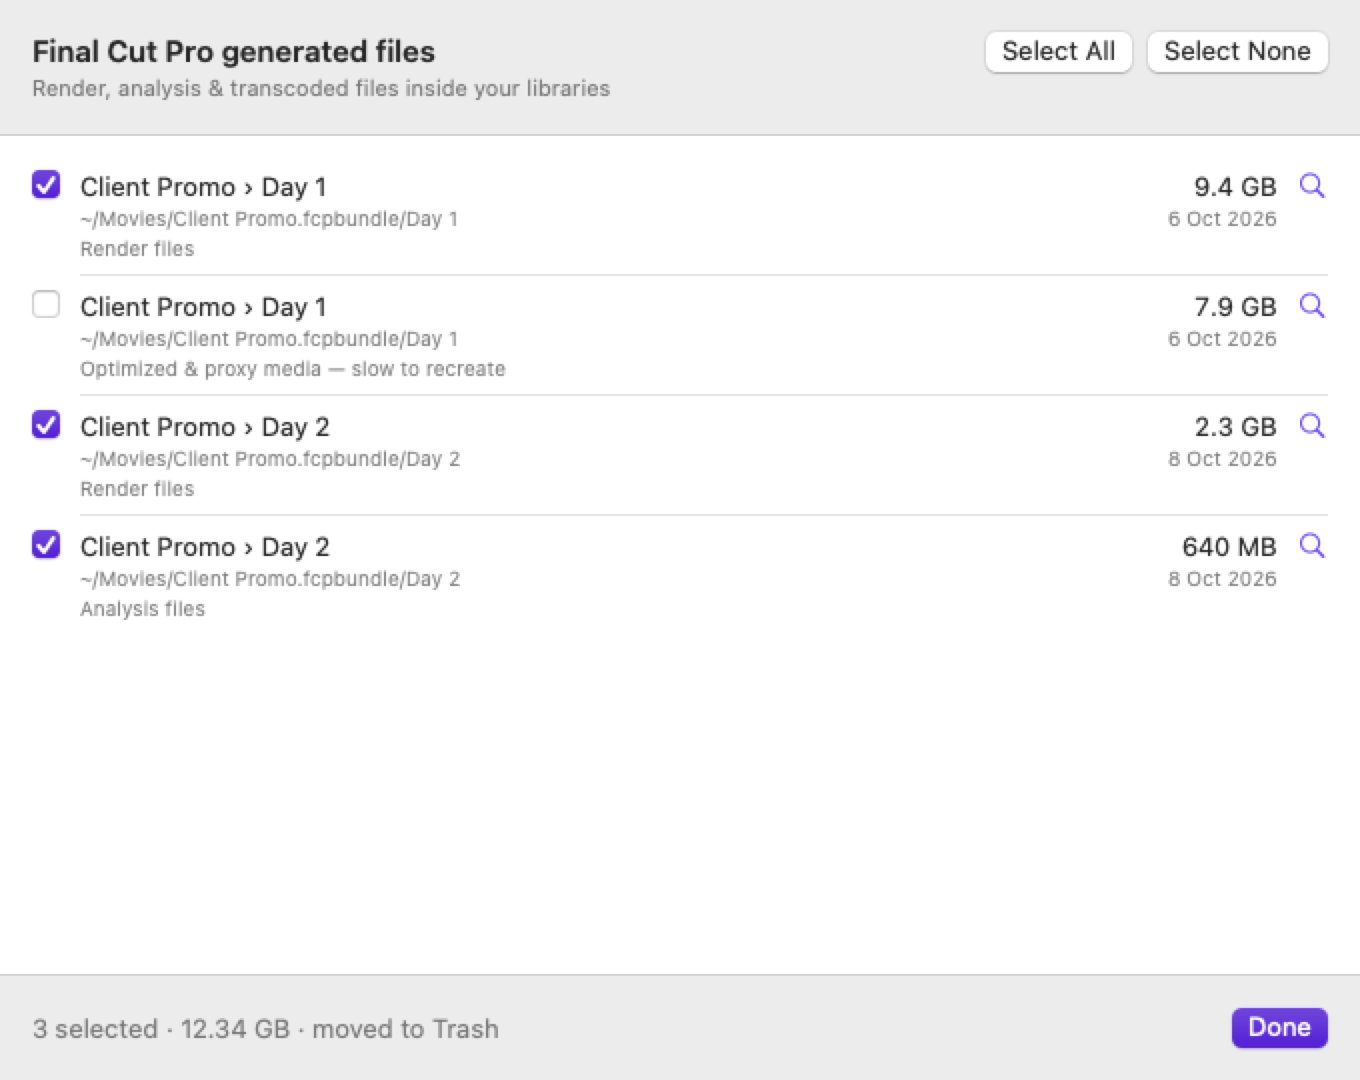 Final Cut Pro generated files
Select All
Select None
Render, analysis & transcoded files inside your libraries
Client Promo › Day 1
9.4 GB
~/Movies/Client Promo.fcpbundle/Day 1
6 Oct 2026
Render files
Client Promo › Day 1
7.9 GB
~/Movies/Client Promo.fcpbundle/Day 1
6 Oct 2026
Optimized & proxy media — slow to recreate
Client Promo › Day 2
2.3 GB
~/Movies/Client Promo.fcpbundle/Day 2
8 Oct 2026
Render files
Client Promo › Day 2
640 MB
~/Movies/Client Promo.fcpbundle/Day 2
8 Oct 2026
Analysis files
3 selected · 12.34 GB · moved to Trash
Done